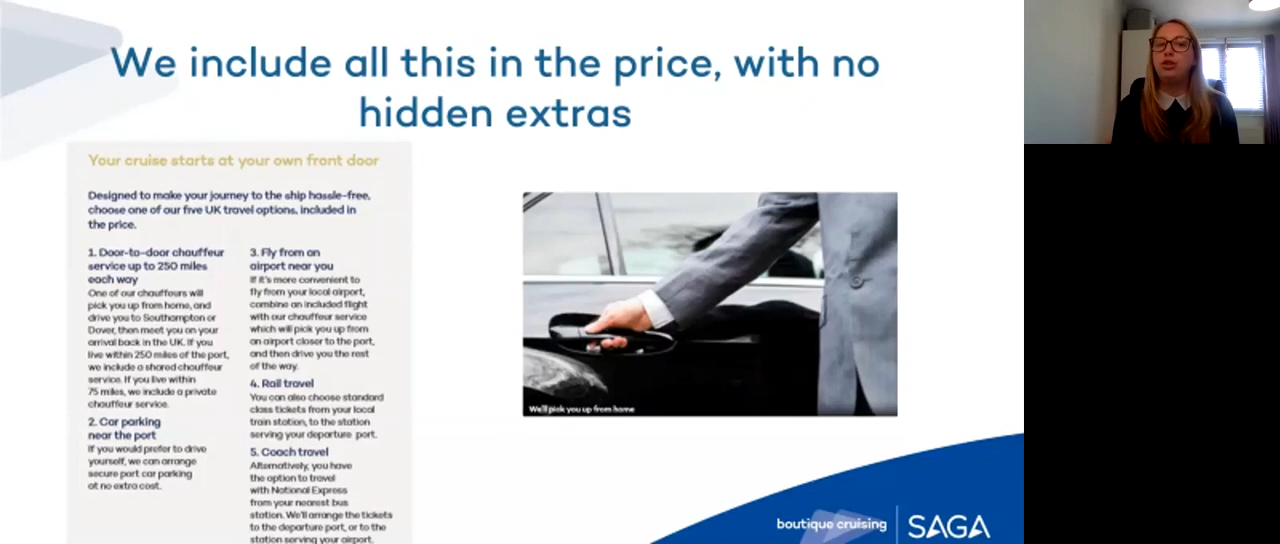 We include all this in the price, with no
hidden extras
Your cruise starts at your own front door
Designed to make your journey to the ship hassle-free,
choose one of our five UK travel options, included in
the price.
1. Door-to-door chauffeur
service up to 250 miles
each way
One of our chauffeurs will
pick you up from home, and
drive you to Southampton or
Dover, then meet you on your
arrival back in the UK. If you
live within 250 miles of the port,
we include a shared chauffeur
service. If you live within
75 miles, we include a private
chauffeur service.
2. Car parking
near the port
If you would prefer to drive
yourself, we can arrange
secure port car parking
at no extra cost.
3. Fly from an
airport near you
If it's more convenient to
fly from your local airport,
combine an included flight
with our chauffeur service
which will pick you up from
an airport closer to the port,
and then drive you the rest
of the way.
4. Rail travel
You can also choose standard
class tickets from your local
train station, to the station
serving your departure port.
5. Coach travel
Alternatively, you have
the option to travel
with National Express
from your nearest bus
station. We'll arrange the tickets
to the departure port, or to the
station serving your airport.
We'll pick you up from home
boutique cruising
SAGA